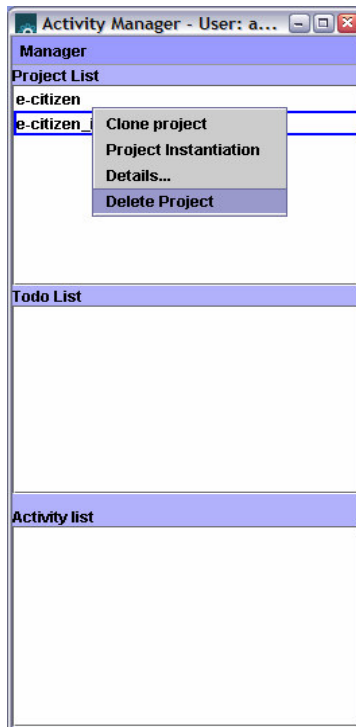 Activity Manager - User: a...
Manager
Project List
e-citizen
e-citizen_i
Clone project
Project Instantiation
Details...
Delete Project
Todo List
Activity list